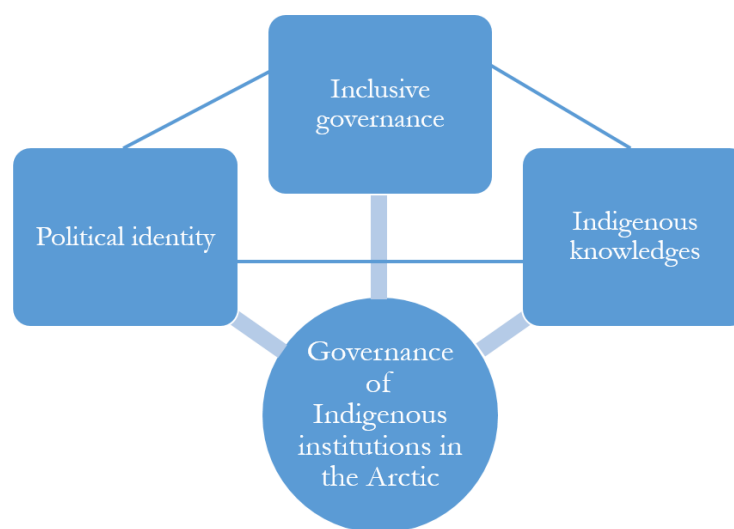 Inclusive
governance
Political identity
Indigenous
knowledges
Governance
of
Indigenous
institutions in
the Arctic